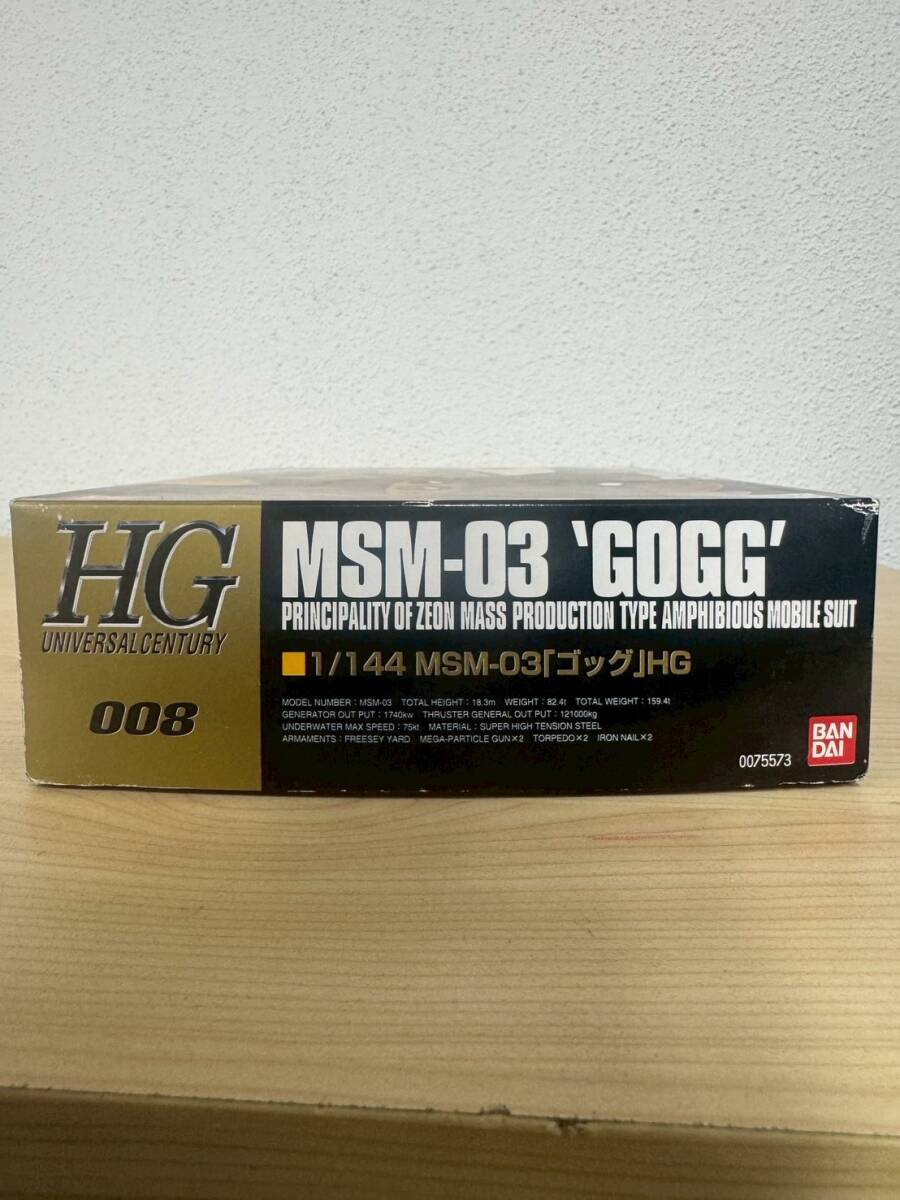 HG
UNIVERSAL CENTURY
008
MSM-03 'GOGG'
PRINCIPALITY OF ZEON MASS PRODUCTION TYPE AMPHIBIOUS MOBILE SUIT
1/144 MSM-03「ゴッグ」HG
MODEL NUMBER : MSM-03 TOTAL HEIGHT : 18.3m WEIGHT : 82.4t TOTAL WEIGHT : 159.4t
GENERATOR OUT PUT : 1740kw THRUSTER GENERAL OUT PUT : 121000kg
UNDERWATER MAX SPEED : 75kt MATERIAL : SUPER HIGH TENSION STEEL
ARMAMENTS : FREESEY YARD MEGA-PARTICLE GUN×2 TORPEDO×2 IRON NAIL×2
0075573
BAN
DAI